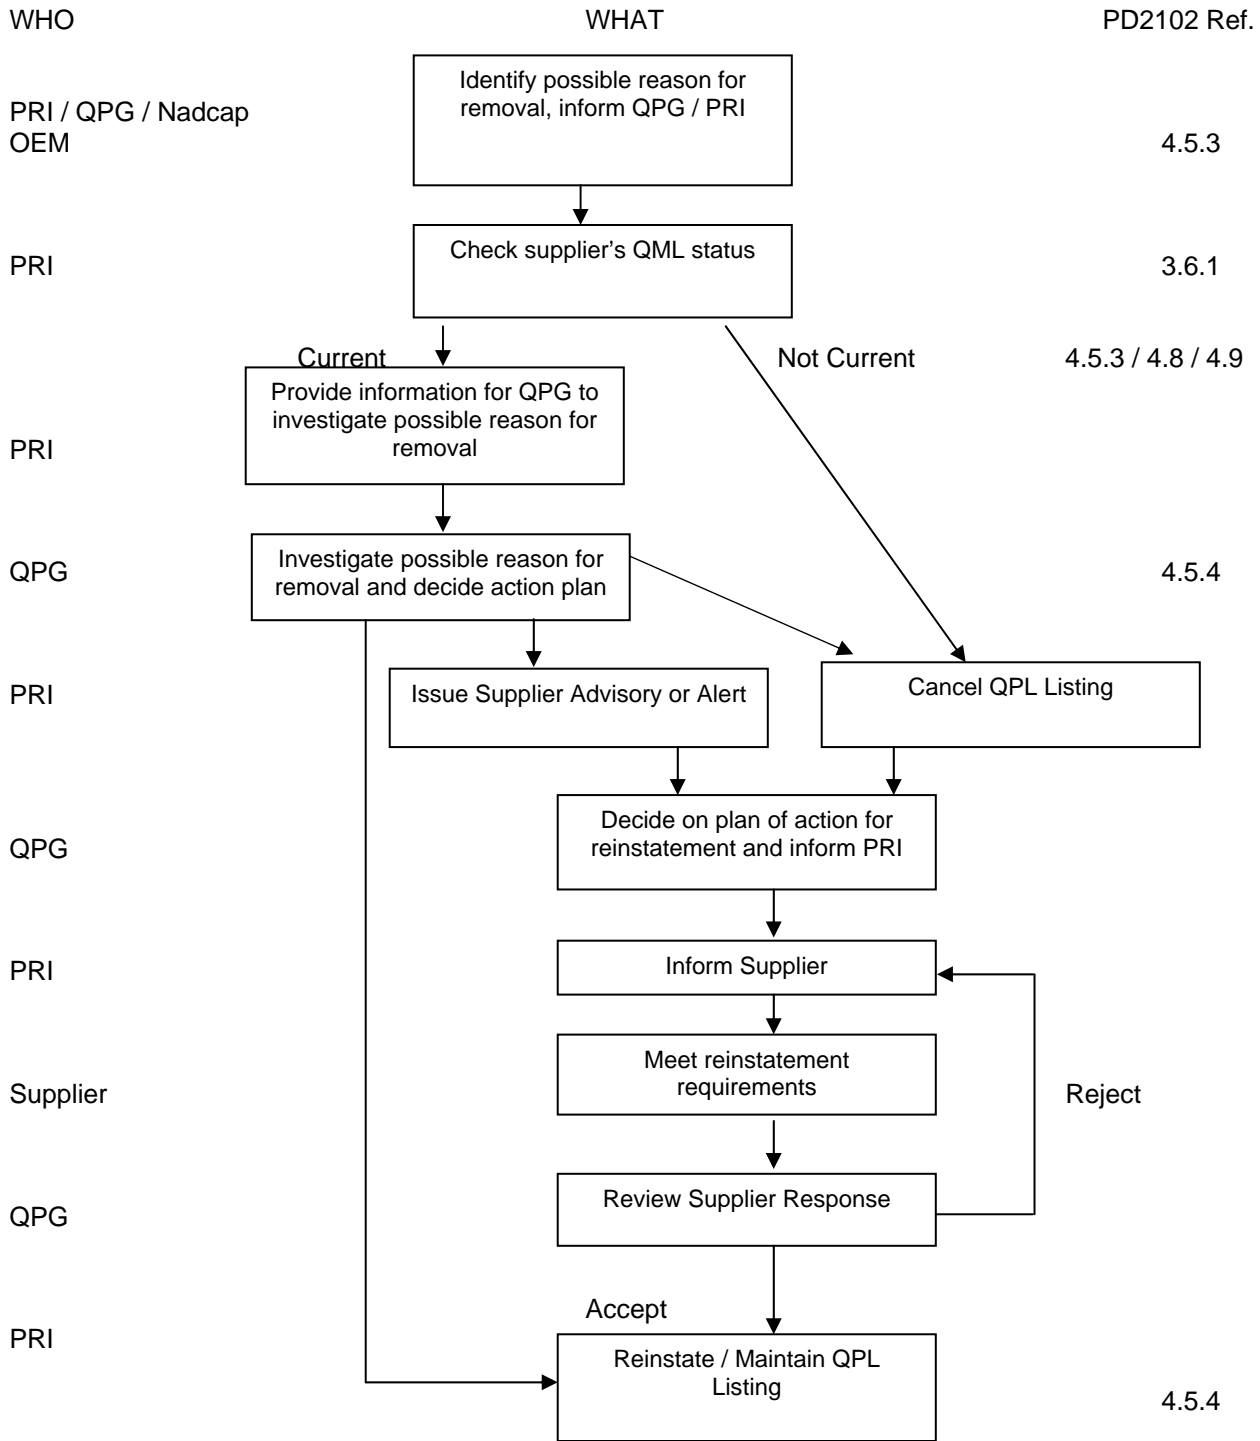 WHO
WHAT
PD2102 Ref.
Identify possible reason for
removal, inform QPG / PRI
PRI / QPG / Nadcap
OEM
4.5.3
Check supplier’s QML status
PRI
3.6.1
Current
Not Current
4.5.3 / 4.8 / 4.9
Provide information for QPG to
investigate possible reason for
removal
PRI
Investigate possible reason for
removal and decide action plan
QPG
4.5.4
Issue Supplier Advisory or Alert
Cancel QPL Listing
PRI
Decide on plan of action for
reinstatement and inform PRI
QPG
Inform Supplier
PRI
Meet reinstatement
requirements
Supplier
Reject
Review Supplier Response
QPG
Accept
PRI
Reinstate / Maintain QPL
Listing
4.5.4